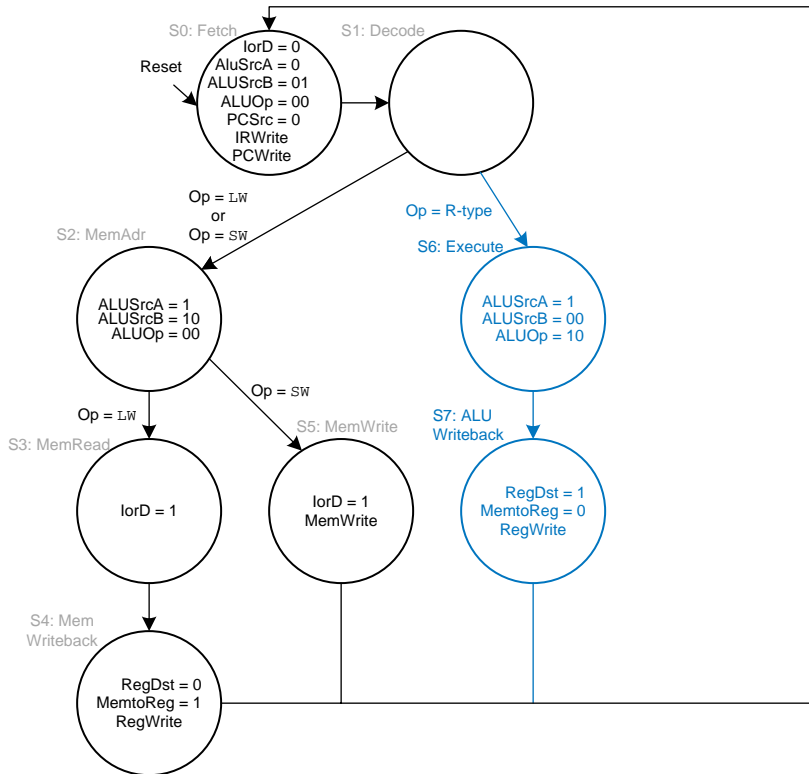 S0: Fetch
S1: Decode
Reset
IorD = 0
AluSrcA = 0
ALUSrcB = 01
ALUOp = 00
PCSrc = 0
IRWrite
PCWrite
Op = LW
or
Op = SW
Op = R-type
S2: MemAdr
S6: Execute
ALUSrcA = 1
ALUSrcB = 10
ALUOp = 00
ALUSrcA = 1
ALUSrcB = 00
ALUOp = 10
Op = SW
Op = LW
S3: MemRead
S5: MemWrite
S7: ALU
Writeback
IorD = 1
IorD = 1
MemWrite
RegDst = 1
MemtoReg = 0
RegWrite
S4: Mem
Writeback
RegDst = 0
MemtoReg = 1
RegWrite